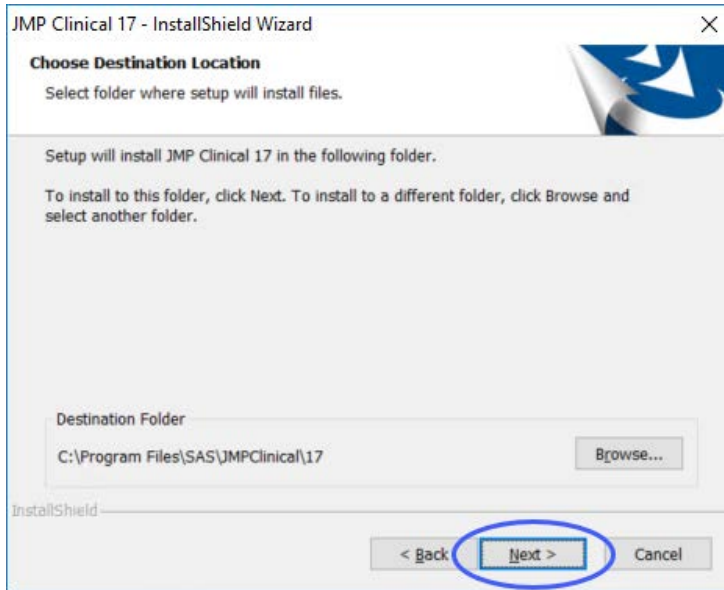 JMP Clinical 17 - InstallShield Wizard
Choose Destination Location
Select folder where setup will install files.
Setup will install JMP Clinical 17 in the following folder.
To install to this folder, click Next. To install to a different folder, click Browse and
select another folder.
Destination Folder
C:\Program Files\SAS\JMPClinical\17
Browse...
InstallShield
< Back
Next >
Cancel